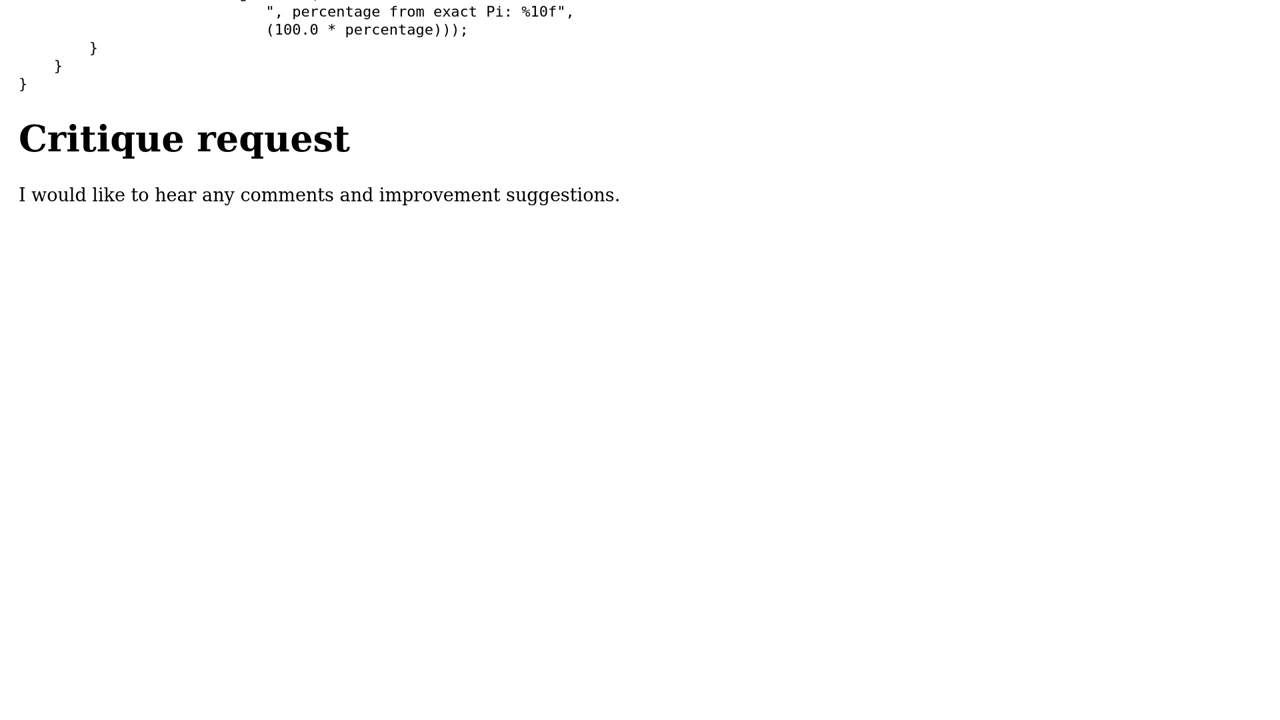 ", percentage from exact Pi: %10f",
(100.0 * percentage)));
}
}
}
Critique request
I would like to hear any comments and improvement suggestions.